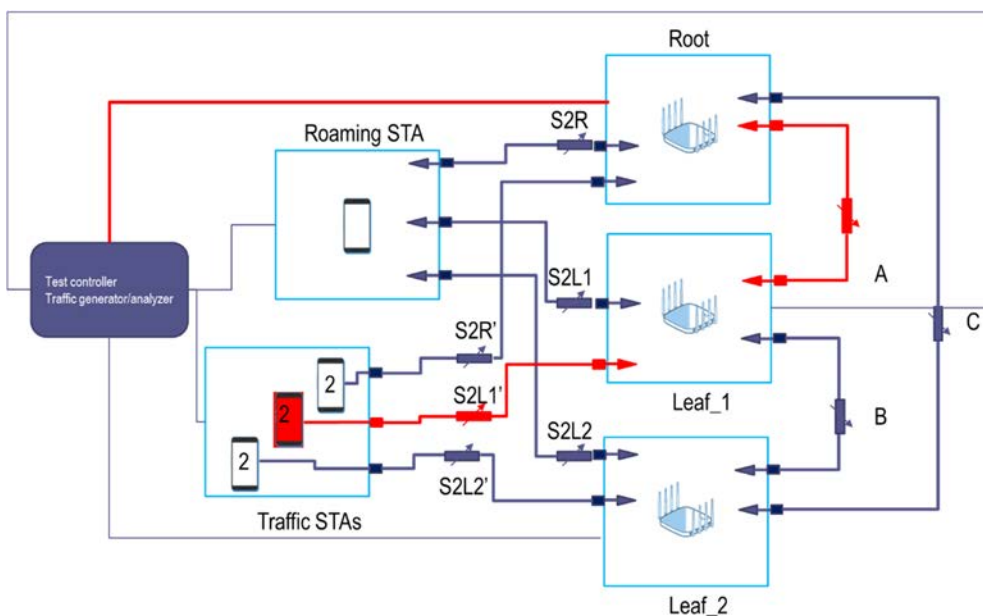 Root
S2R
Roaming STA
Test controller
Traffic generator/analyzer
S2L1
A
C
S2R’
2
2
S2L1’
Leaf_1
B
2
S2L2
S2L2’
Traffic STAs
Leaf_2